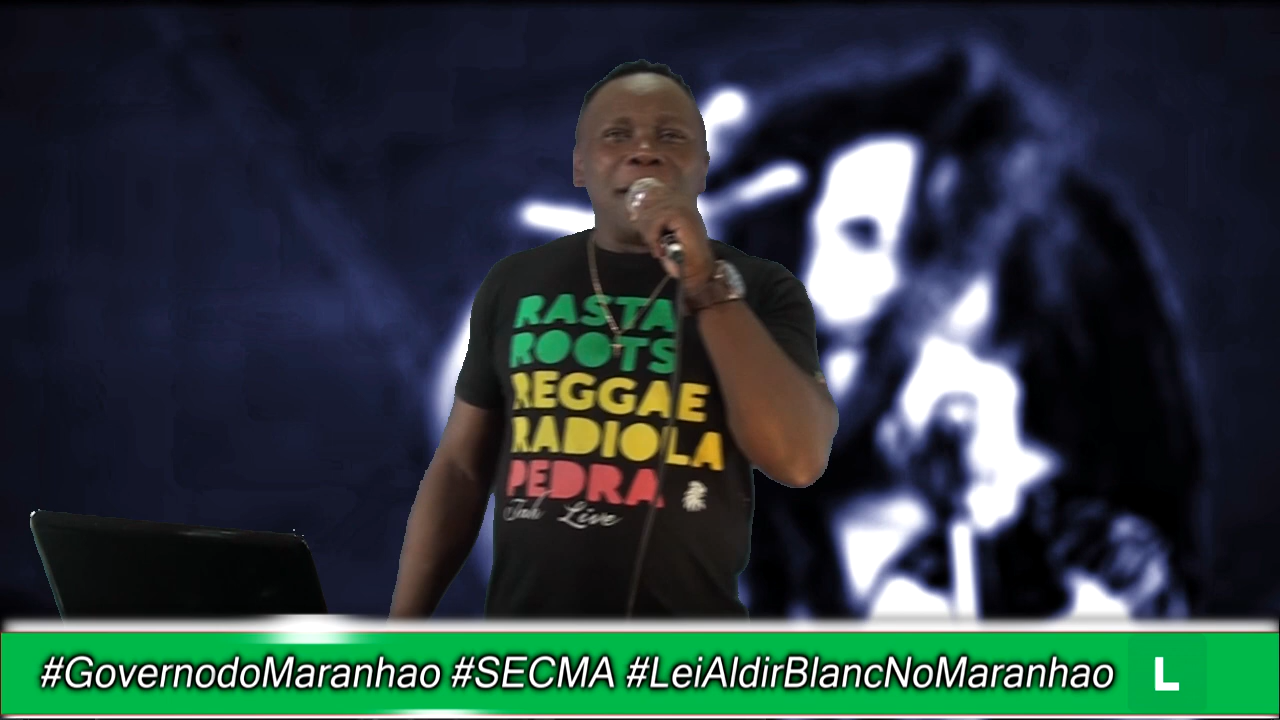 RASTA
ROOTS
REGGAE
RADIOLA
PEDRA
Jah Live
#GovernodoMaranhao #SECMA #LeiAldirBlancNoMaranhao L